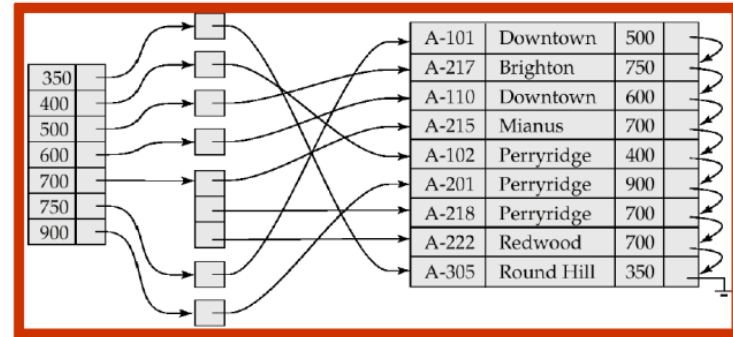 350
400
500
600
700
750
900
A-101 Downtown 500
A-217 Brighton 750
A-110 Downtown 600
A-215 Mianus 700
A-102 Perryridge 400
A-201 Perryridge 900
A-218 Perryridge 700
A-222 Redwood 700
A-305 Round Hill 350